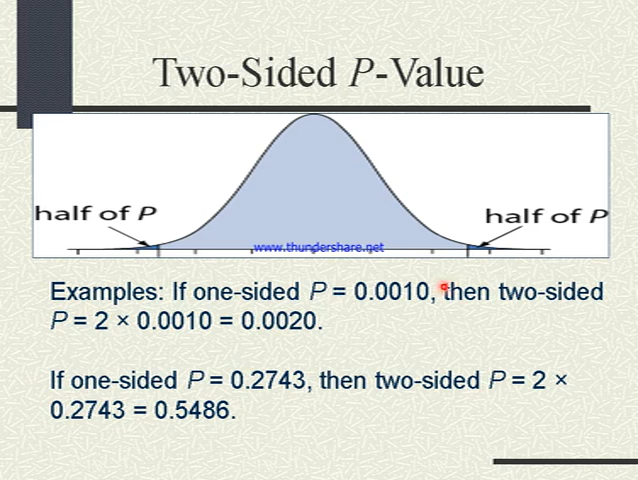 Two-Sided P-Value
half of P
half of P
www.thundershare.net
Examples: If one-sided P = 0.0010, then two-sided
P = 2 × 0.0010 = 0.0020.
If one-sided P = 0.2743, then two-sided P = 2 ×
0.2743 = 0.5486.